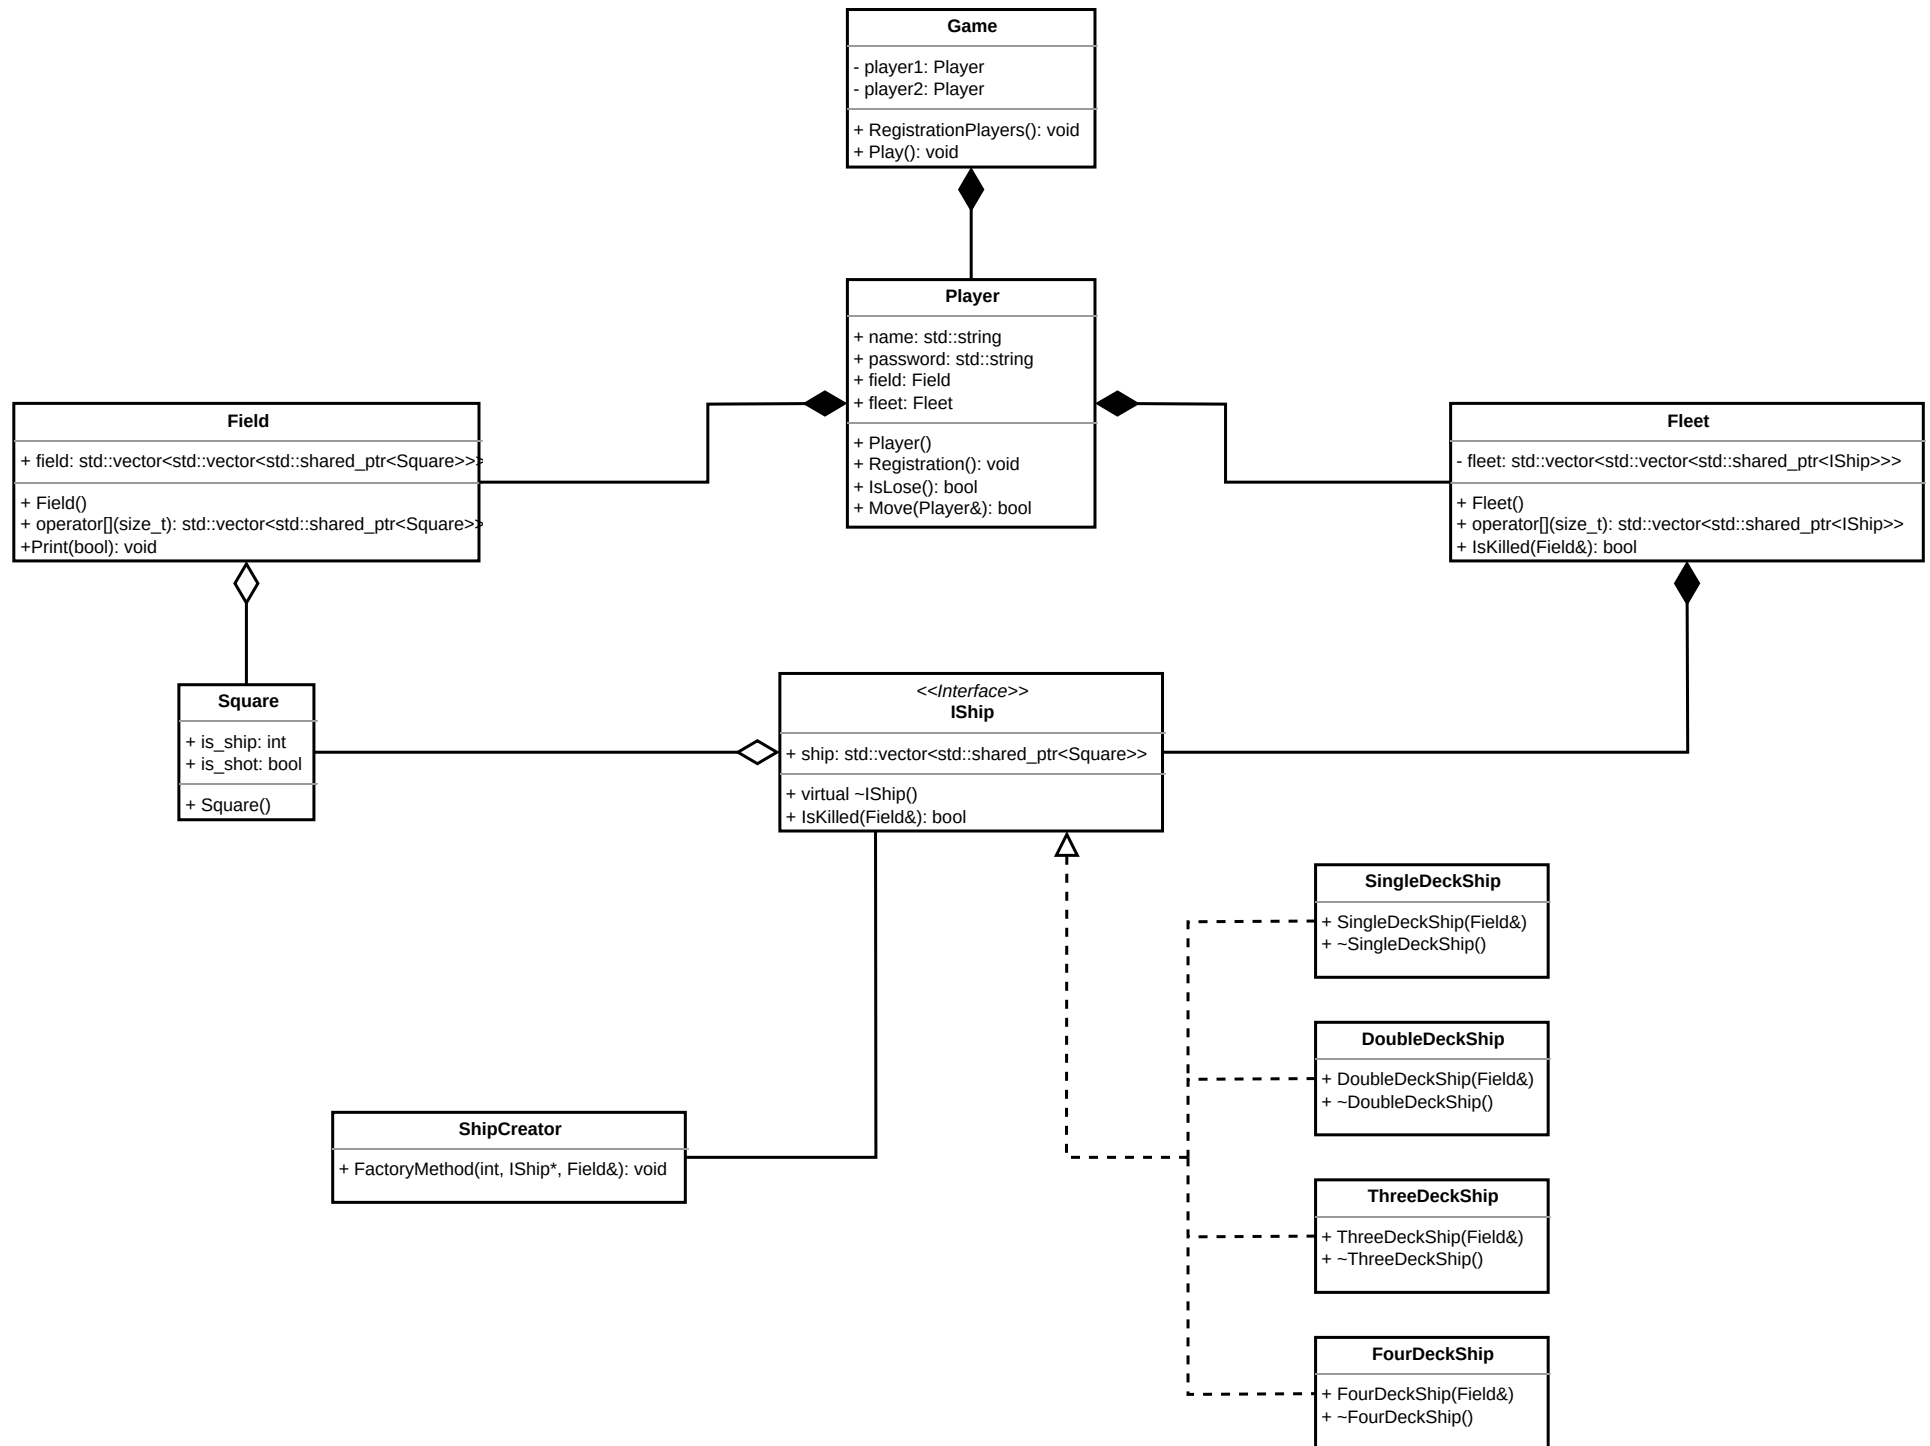 Game
- player1: Player
- player2: Player
+ RegistrationPlayers(): void
+ Play(): void
Player
+ name: std::string
+ password: std::string
+ field: Field
+ fleet: Fleet
+ Player()
+ Registration(): void
+ IsLose(): bool
+ Move(Player&): bool
Field
+ field: std::vector<std::vector<std::shared_ptr<Square>>>
+ Field()
+ operator[](size_t): std::vector<std::shared_ptr<Square>>
+Print(bool): void
Fleet
- fleet: std::vector<std::vector<std::shared_ptr<IShip>>>
+ Fleet()
+ operator[](size_t): std::vector<std::shared_ptr<IShip>>
+ IsKilled(Field&): bool
Square
+ is_ship: int
+ is_shot: bool
+ Square()
<<Interface>>
IShip
+ ship: std::vector<std::shared_ptr<Square>>
+ virtual ~IShip()
+ IsKilled(Field&): bool
SingleDeckShip
+ SingleDeckShip(Field&)
+ ~SingleDeckShip()
DoubleDeckShip
+ DoubleDeckShip(Field&)
+ ~DoubleDeckShip()
ShipCreator
+ FactoryMethod(int, IShip*, Field&): void
ThreeDeckShip
+ ThreeDeckShip(Field&)
+ ~ThreeDeckShip()
FourDeckShip
+ FourDeckShip(Field&)
+ ~FourDeckShip()